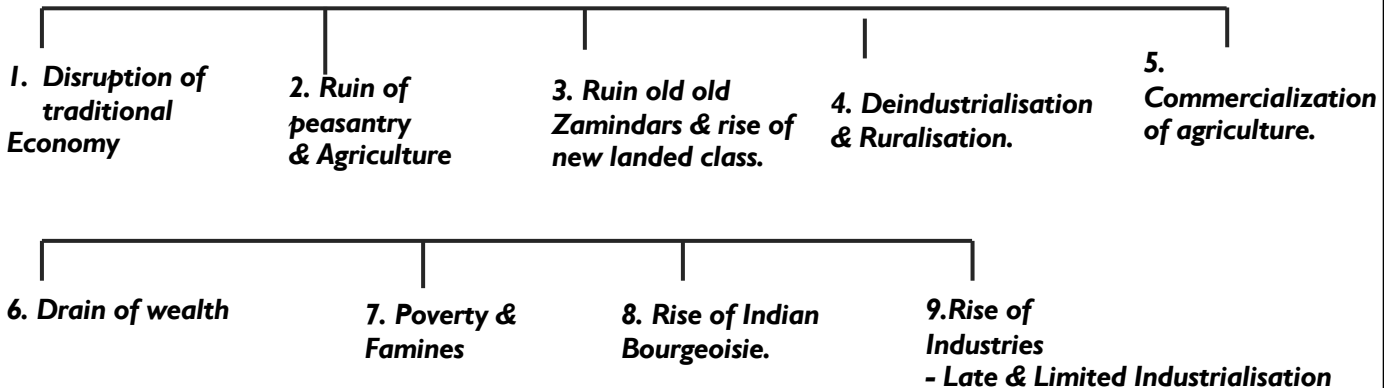 1. Disruption of
traditional
Economy
2. Ruin of
peasantry
& Agriculture
3. Ruin old old
Zamindars & rise of
new landed class.
4. Deindustrialisation
& Ruralisation.
5.
Commercialization
of agriculture.
6. Drain of wealth
7. Poverty &
Famines
8. Rise of Indian
Bourgeoisie.
9.Rise of
Industries
- Late & Limited Industrialisation